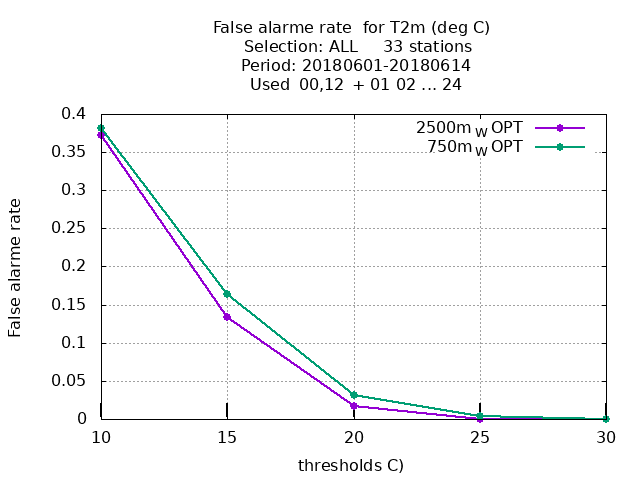 False alarme rate  for T2m (deg C)
Selection: ALL     33 stations
Period: 20180601-20180614
Used  00,12  + 01 02 ... 24
2500m W OPT
750m W OPT
False alarme rate
0.4
0.35
0.3
0.25
0.2
0.15
0.1
0.05
0
10 15 20 25 30
thresholds C)